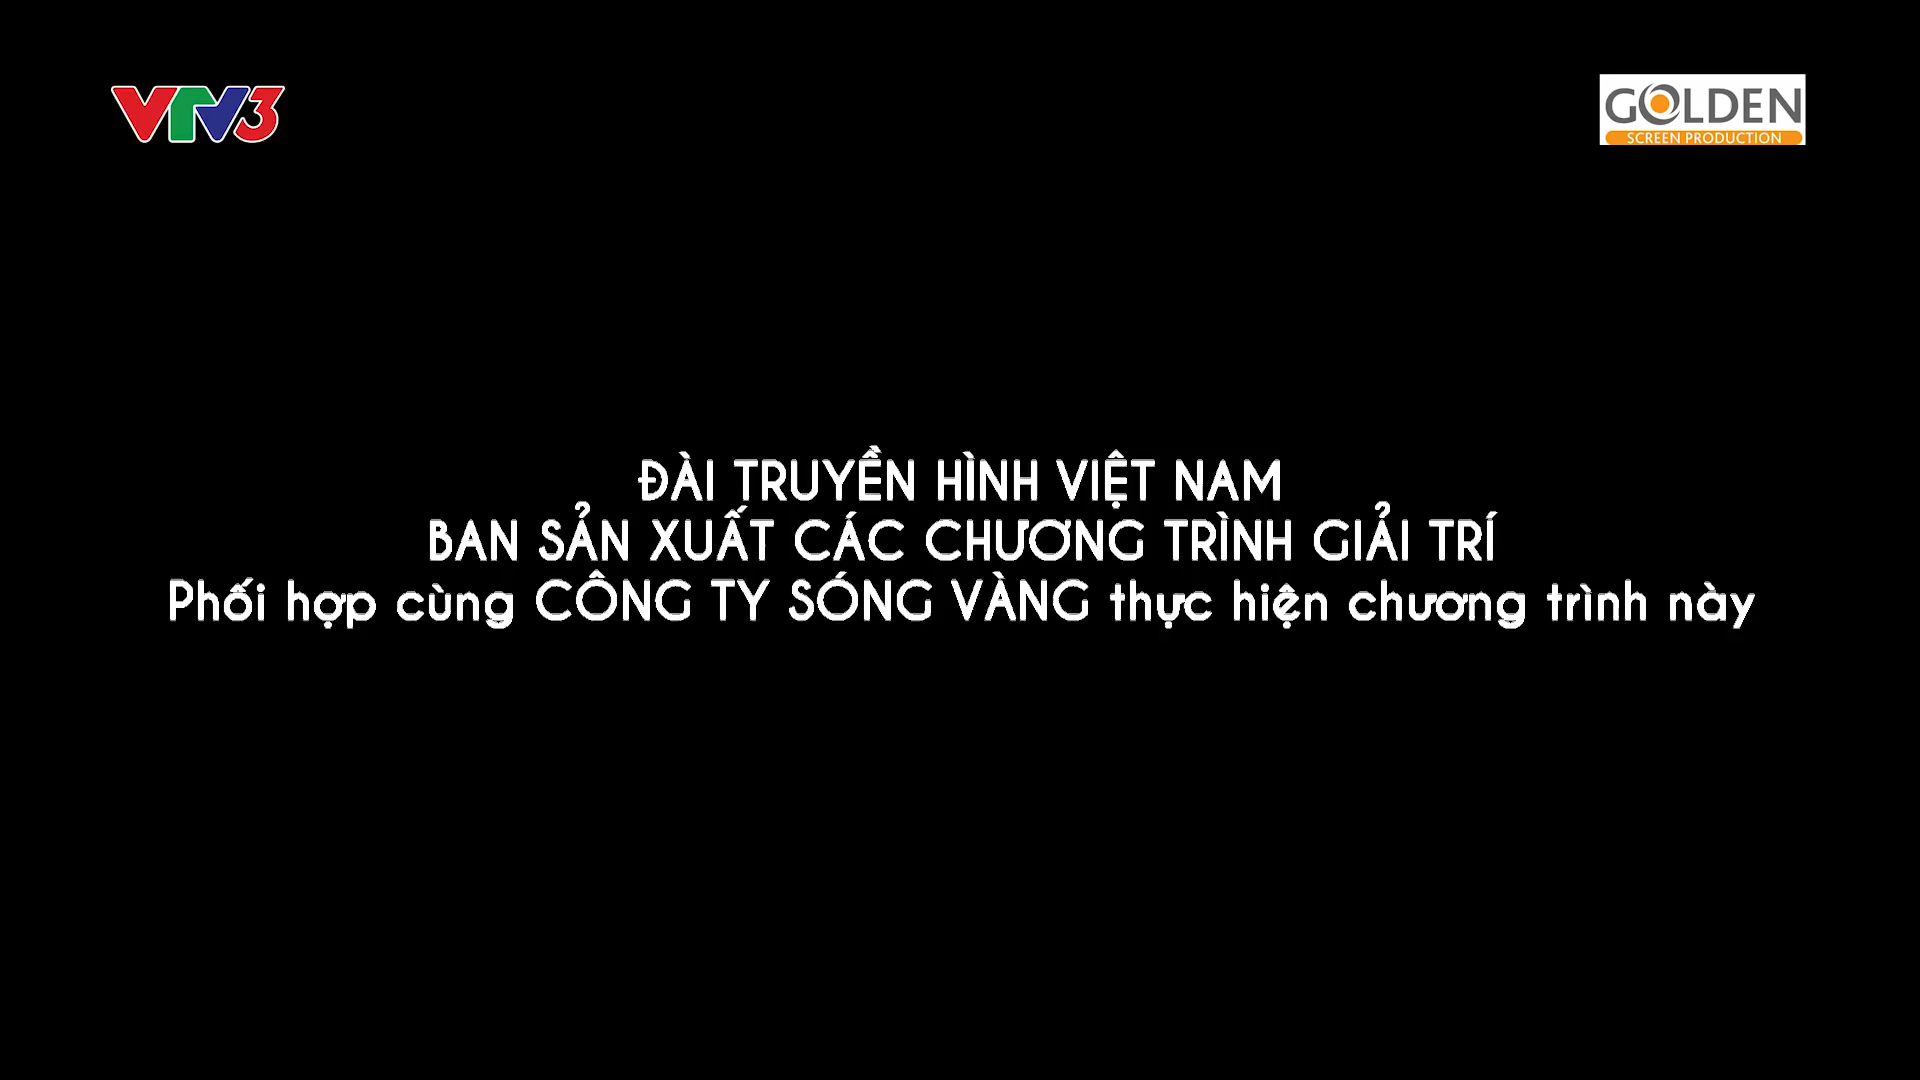 VTV3
GOLDEN
SCREEN PRODUCTION
ĐÀI TRUYỀN HÌNH VIỆT NAM
BAN SẢN XUẤT CÁC CHƯƠNG TRÌNH GIẢI TRÍ
Phối hợp cùng CÔNG TY SÓNG VÀNG thực hiện chương trình này